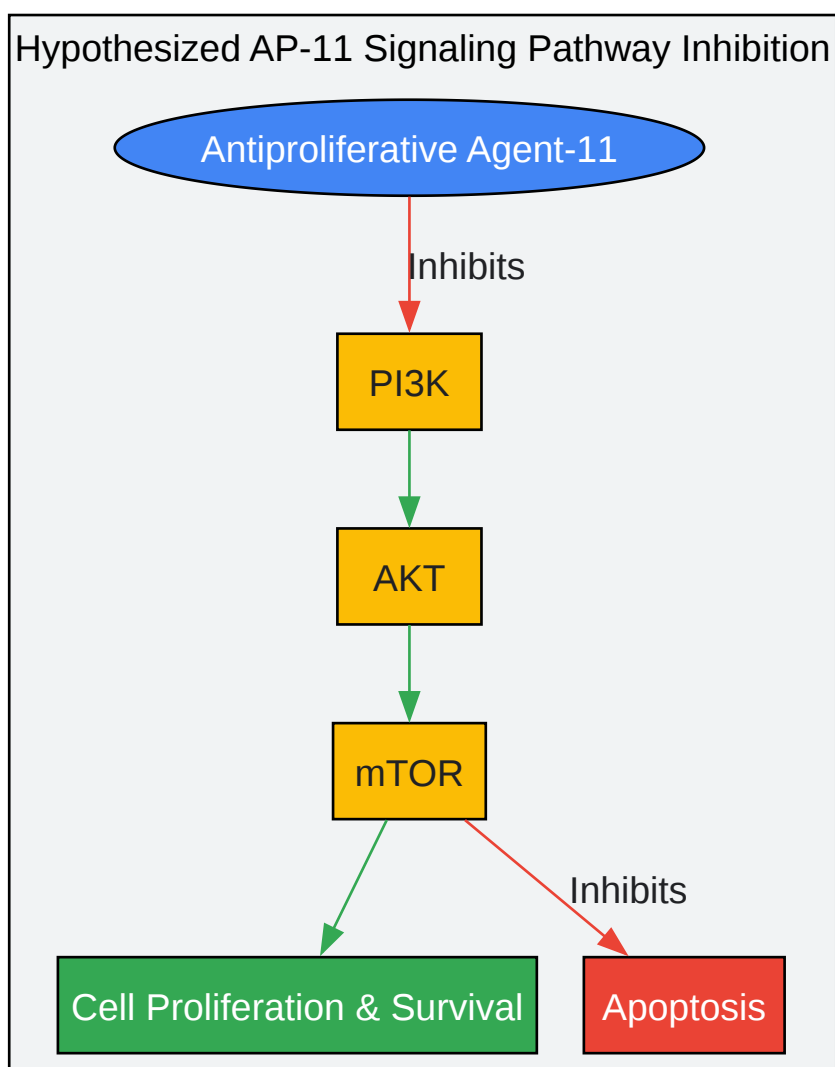 Hypothesized AP-11 Signaling Pathway Inhibition
Antiproliferative Agent-11
Inhibits
PI3K
AKT
mTOR
Inhibits
Cell Proliferation & Survival
Apoptosis